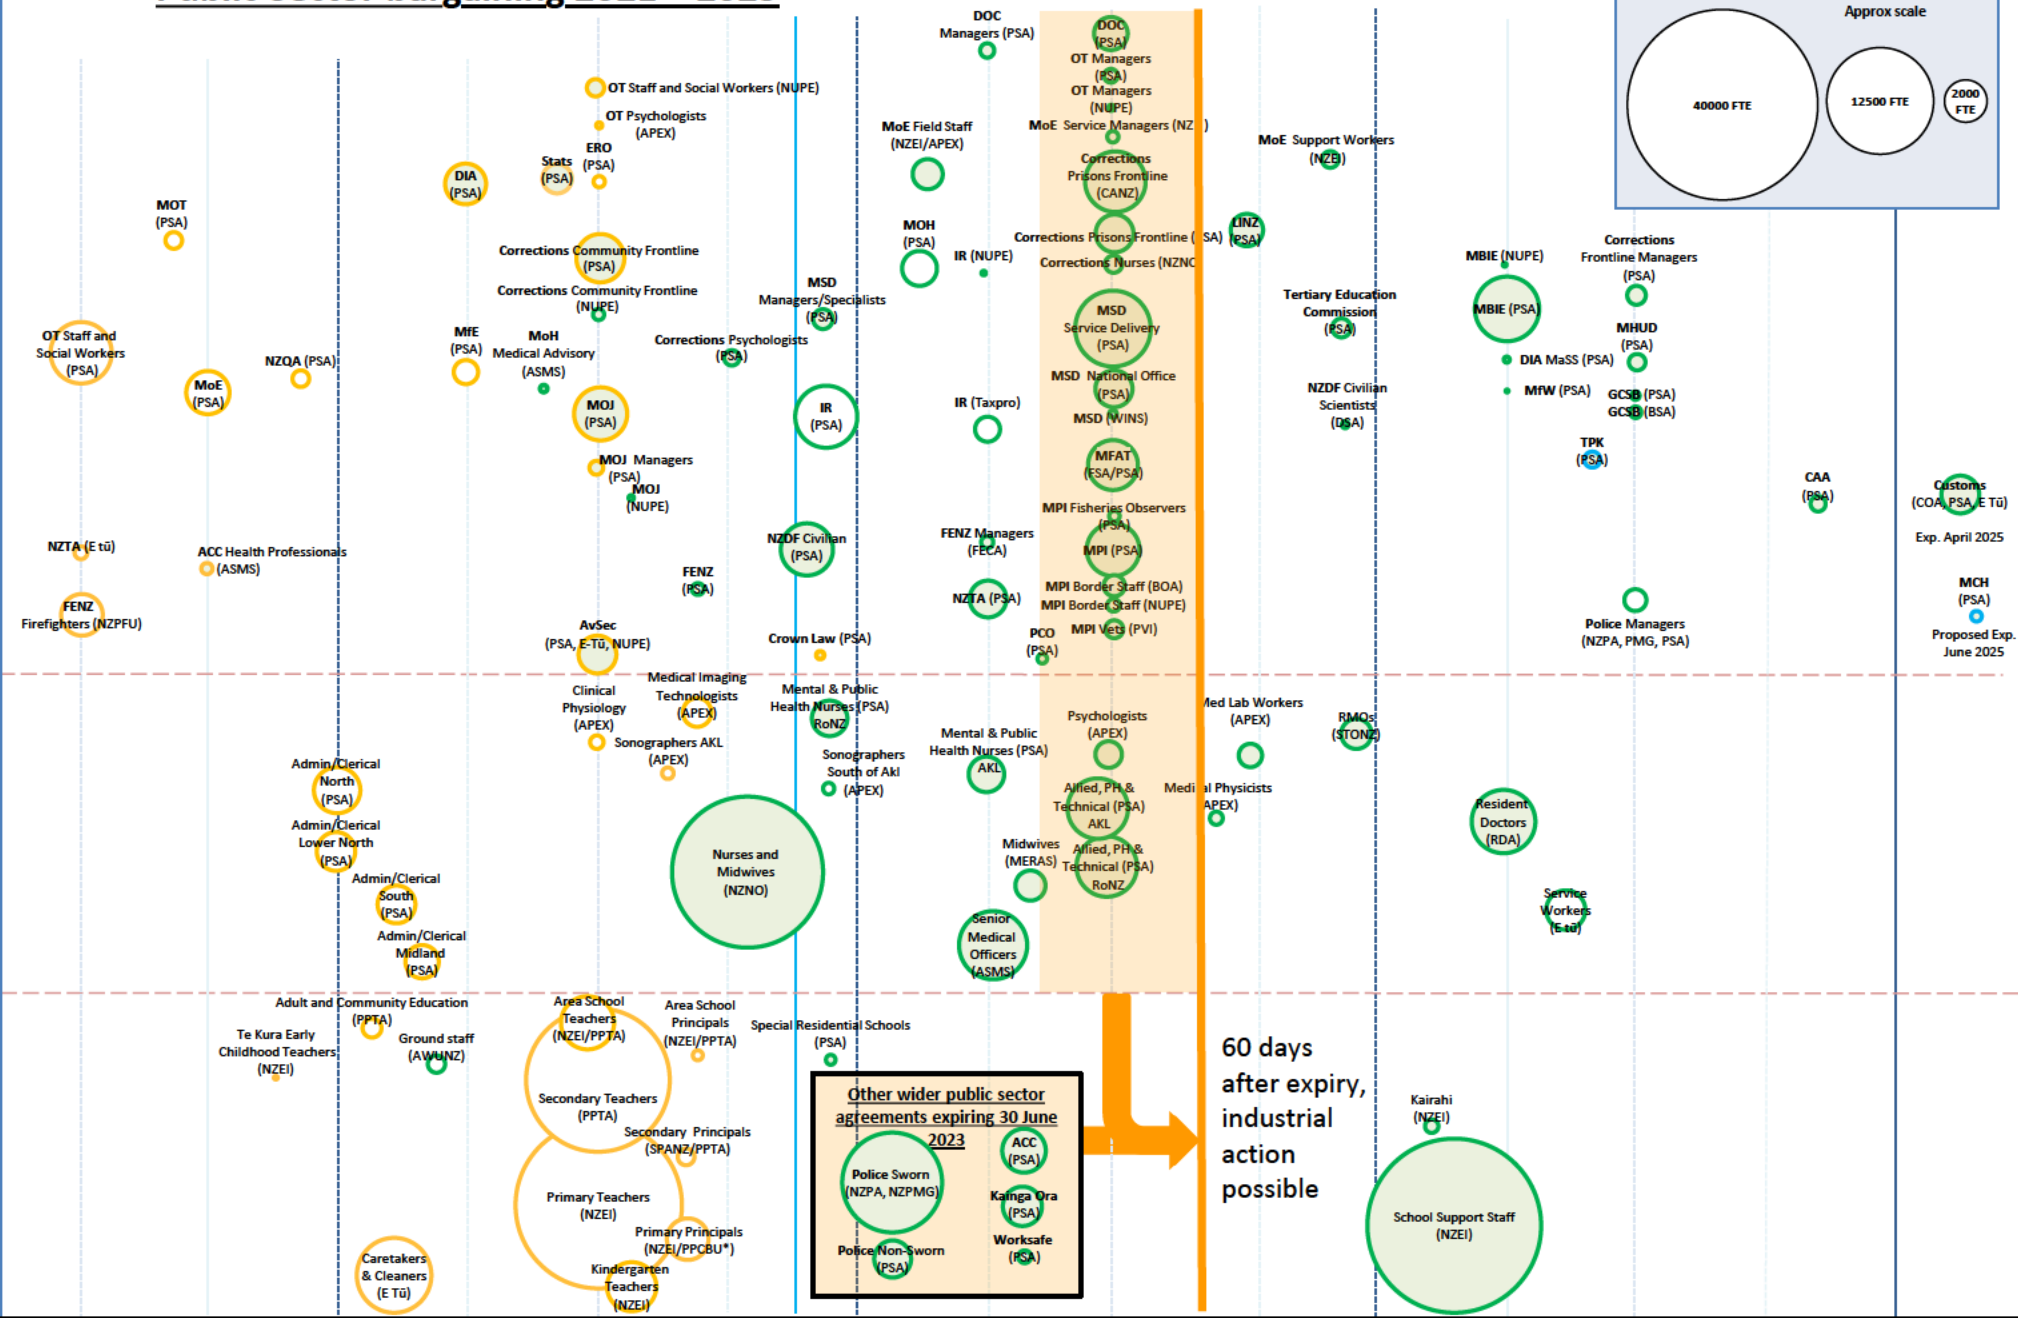 Public Sector Bargaining 2022 - 2025
Approx scale
40000 FTE
12500 FTE
2000
FTE
DOC
Managers (PSA)
DOC
(PSA)
OT Managers
(PSA)
OT Managers
(NUPE)
MoE Service Managers (NZ
)
OT Staff and Social Workers (NUPE)
OT Psychologists
(APEX)
ERO
(PSA)
Stats
(PSA)
DIA
(PSA)
MoE Field Staff
(NZEI/APEX)
MoE Support Workers
(NZEI)
Corrections
Prisons Frontline
(CANZ)
MOT
(PSA)
MOH
(PSA)
LINZ
(PSA)
Corrections Prisons Frontline (
SA)
Corrections Community Frontline
(PSA)
IR (NUPE)
Corrections Nurses (NZNO
MBIE (NUPE)
Corrections
Frontline Managers
(PSA)
Corrections Community Frontline
(NUPE)
MSD
Managers/Specialists
(PSA)
Tertiary Education
Commission
(PSA)
MBIE (PSA)
MSD
Service Delivery
(PSA)
OT Staff and
Social Workers
(PSA)
MfE
(PSA)
MoH
Medical Advisory
(ASMS)
Corrections Psychologists
(PSA)
MHUD
(PSA)
NZQA (PSA)
DIA MaSS (PSA)
MoE
(PSA)
MSD National Office
(PSA)
NZDF Civilian
Scientists
(DSA)
MfW (PSA)
GCSB (PSA)
GCSB (BSA)
MOJ
(PSA)
IR
(PSA)
IR (Taxpro)
MSD (WINS)
TPK
(PSA)
MOJ Managers
(PSA)
MOJ
(NUPE)
MFAT
(FSA/PSA)
CAA
(PSA)
Customs
(COA, PSA, E Tū)
Exp. April 2025
MPI Fisheries Observers
(PSA)
NZTA (E tū)
ACC Health Professionals
(ASMS)
NZDF Civilian
(PSA)
FENZ Managers
(FECA)
MPI (PSA)
FENZ
(PSA)
MPI Border Staff (BOA)
MPI Border Staff (NUPE)
MCH
(PSA)
Proposed Exp.
June 2025
FENZ
Firefighters (NZPFU)
NZTA (PSA)
AvSec
(PSA, E-Tū, NUPE)
Crown Law (PSA)
PCO
(PSA)
MPI Vets (PVI)
Police Managers
(NZPA, PMG, PSA)
Clinical
Physiology
(APEX)
Medical Imaging
Technologists
(APEX)
Mental & Public
Health Nurses (PSA)
RoNZ
Med Lab Workers
(APEX)
RMOs
(STONZ)
Psychologists
(APEX)
Sonographers AKL
(APEX)
Mental & Public
Health Nurses (PSA)
AKL
Sonographers
South of Akl
(APEX)
Admin/Clerical
North
(PSA)
Allied, PH &
Technical (PSA)
AKL
Medical Physicists
APEX)
Resident
Doctors
(RDA)
Admin/Clerical
Lower North
(PSA)
Midwives
(MERAS)
Allied, PH &
Technical (PSA)
RoNZ
Nurses and
Midwives
(NZNO)
Admin/Clerical
South
(PSA)
Service
Workers
(E tū)
Senior
Medical
Officers
(ASMS)
Admin/Clerical
Midland
(PSA)
Adult and Community Education
(PPTA)
Te Kura Early
Childhood Teachers
(NZEI)
Ground staff
(AWUNZ)
Area School
Teachers
(NZEI/PPTA)
Area School
Principals
(NZEI/PPTA)
Special Residential Schools
(PSA)
60 days
after expiry,
industrial
action
possible
Secondary Teachers
(PPTA)
Secondary Principals
(SPANZ/PPTA)
Other wider public sector
agreements expiring 30 June
2023
Police Sworn
(NZPA, NZPMG)
ACC
(PSA)
Kainga Ora
(PSA)
Police Non-Sworn
(PSA)
Worksafe
(PSA)
Kairahi
(NZEI)
Primary Teachers
(NZEI)
Primary Principals
(NZEI/PPCBU*)
School Support Staff
(NZEI)
Caretakers
& Cleaners
(E Tū)
Kindergarten
Teachers
(NZEI)